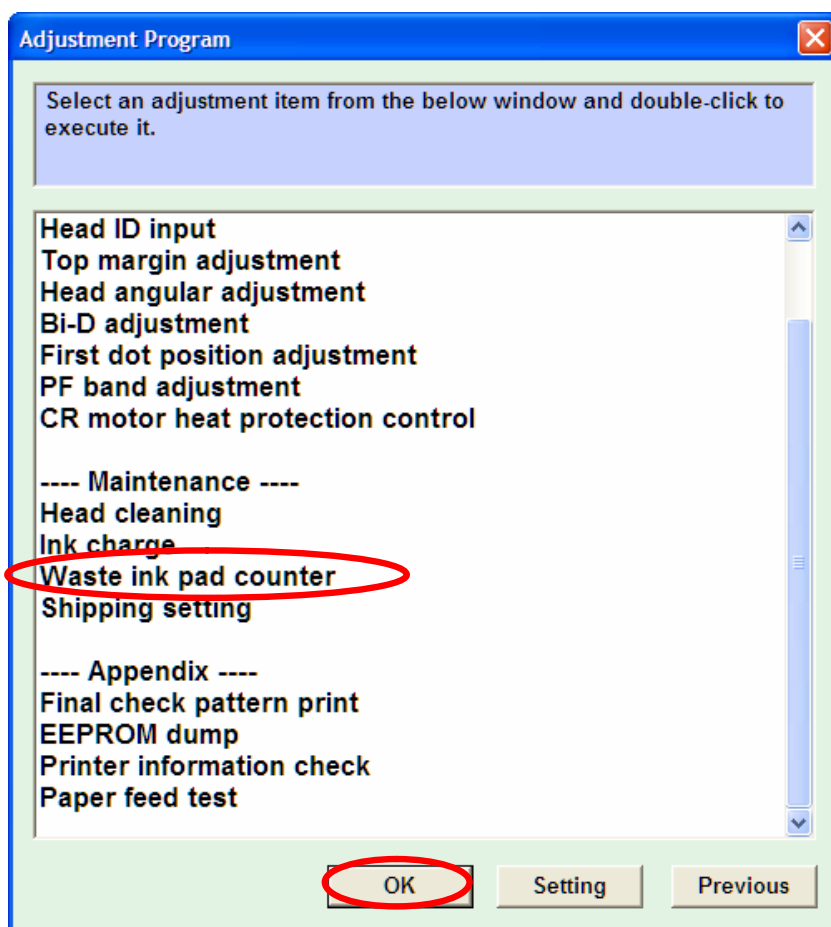 Adjustment Program
Select an adjustment item from the below window and double-click to
execute it.
Head ID input
Top margin adjustment
Head angular adjustment
Bi-D adjustment
First dot position adjustment
PF band adjustment
CR motor heat protection control
---- Maintenance ----
Head cleaning
Ink charge
Waste ink pad counter
Shipping setting
---- Appendix ----
Final check pattern print
EEPROM dump
Printer information check
Paper feed test
OK Setting Previous